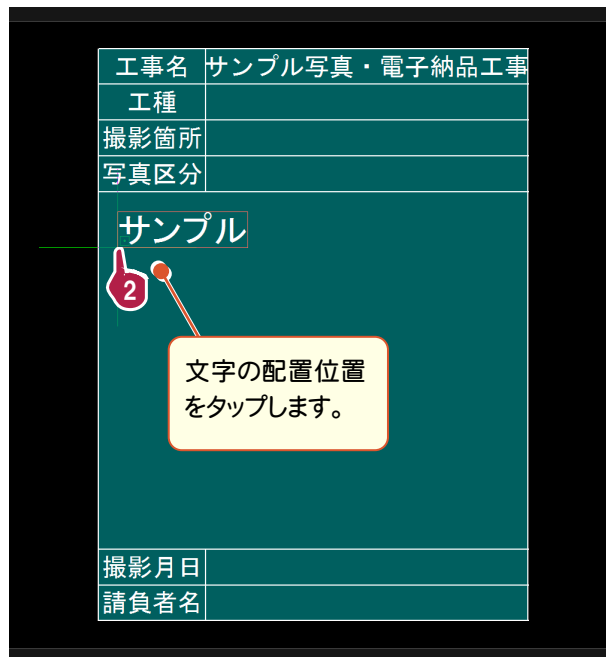 工事名 サンプル写真・電子納品工事
工種
撮影箇所
写真区分
サンプル
2
文字の配置位置
をタップします。
撮影月日
請負者名